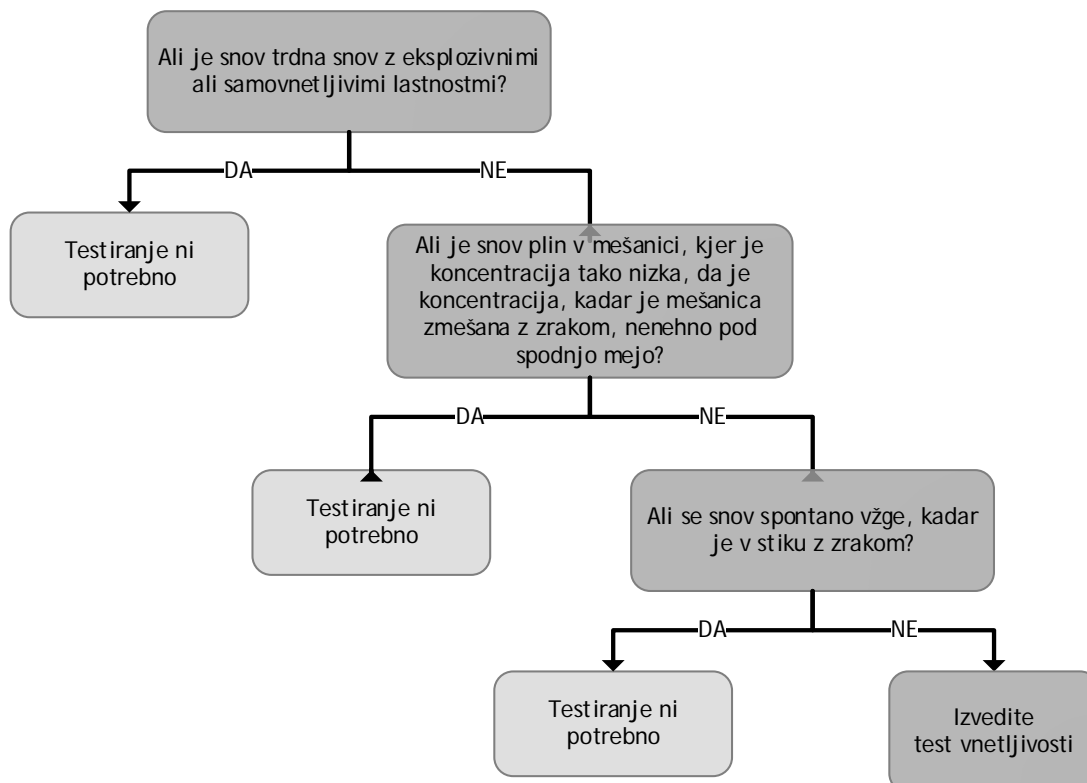 Ali je snov trdna snov z eksplozivnimi
ali samovnetljivimi lastnostmi?
DA
NE
Testiranje ni
potrebno
Ali je snov plin v mešanici, kjer je
koncentracija tako nizka, da je
koncentracija, kadar je mešanica
zmešana z zrakom, nenehno pod
spodnjo mejo?
DA
NE
Testiranje ni
potrebno
Ali se snov spontano vžge, kadar
je v stiku z zrakom?
DA
NE
Testiranje ni
potrebno
Izvedite
test vnetljivosti